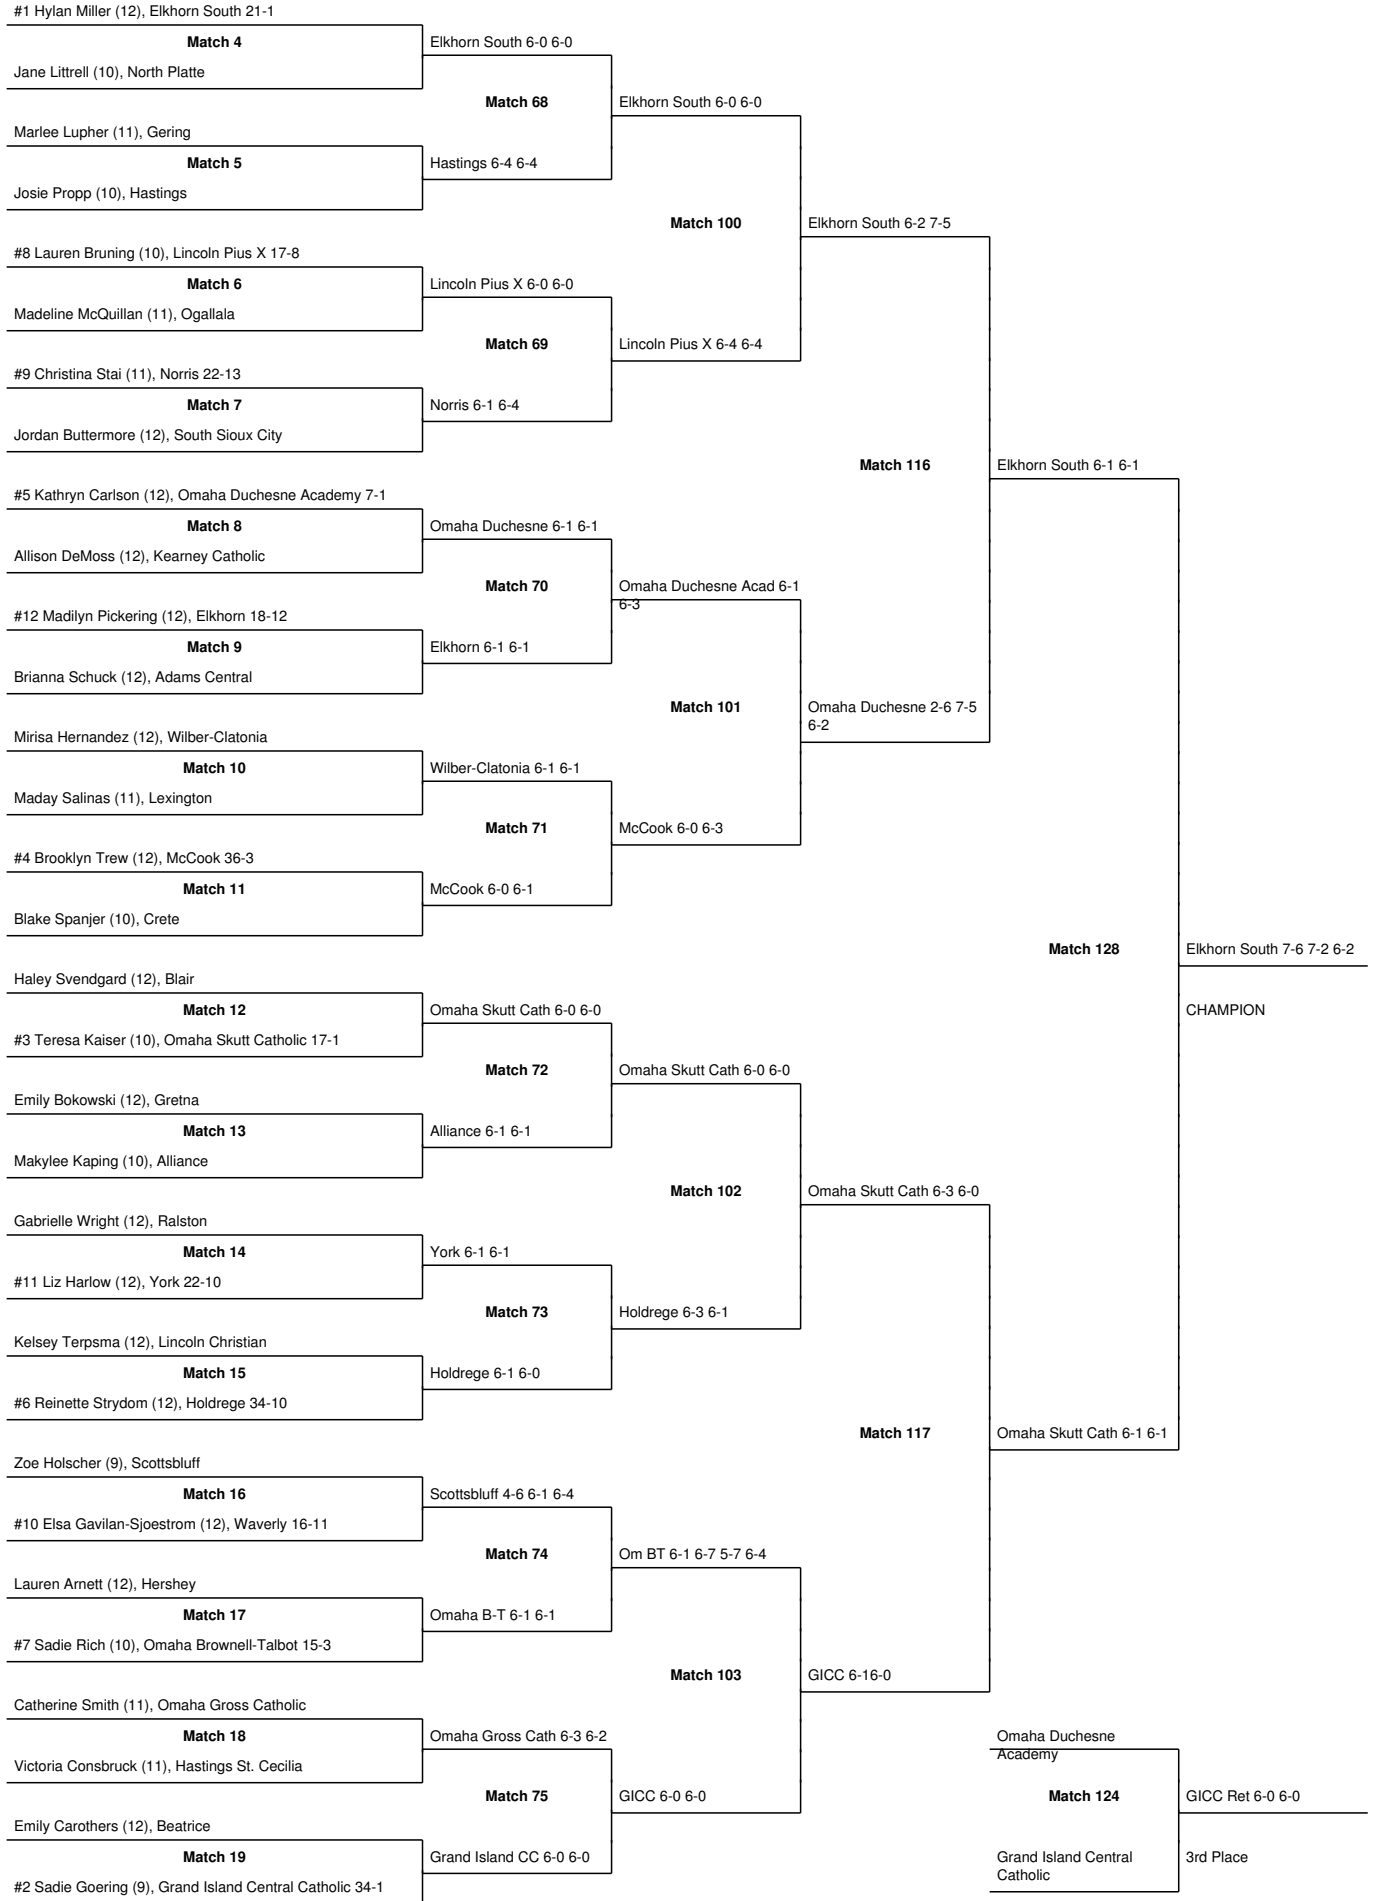 #1 Hylan Miller (12), Elkhorn South 21-1
Match 4
Elkhorn South 6-0 6-0
Jane Littrell (10), North Platte
Match 68
Elkhorn South 6-0 6-0
Marlee Lupher (11), Gering
Match 5
Hastings 6-4 6-4
Josie Propp (10), Hastings
Match 100
Elkhorn South 6-2 7-5
#8 Lauren Bruning (10), Lincoln Pius X 17-8
Match 6
Lincoln Pius X 6-0 6-0
Madeline McQuillan (11), Ogallala
Match 69
Lincoln Pius X 6-4 6-4
#9 Christina Stai (11), Norris 22-13
Match 7
Norris 6-1 6-4
Jordan Buttermore (12), South Sioux City
Match 116
Elkhorn South 6-1 6-1
#5 Kathryn Carlson (12), Omaha Duchesne Academy 7-1
Match 8
Omaha Duchesne 6-1 6-1
Allison DeMoss (12), Kearney Catholic
Match 70
Omaha Duchesne Acad 6-1
6-3
#12 Madilyn Pickering (12), Elkhorn 18-12
Match 9
Elkhorn 6-1 6-1
Brianna Schuck (12), Adams Central
Match 101
Omaha Duchesne 2-6 7-5
6-2
Mirisa Hernandez (12), Wilber-Clatonia
Match 10
Wilber-Clatonia 6-1 6-1
Maday Salinas (11), Lexington
Match 71
McCook 6-0 6-3
#4 Brooklyn Trew (12), McCook 36-3
Match 11
McCook 6-0 6-1
Blake Spanjer (10), Crete
Match 128
Elkhorn South 7-6 7-2 6-2
Haley Svendgard (12), Blair
Match 12
Omaha Skutt Cath 6-0 6-0
CHAMPION
#3 Teresa Kaiser (10), Omaha Skutt Catholic 17-1
Match 72
Omaha Skutt Cath 6-0 6-0
Emily Bokowski (12), Gretna
Match 13
Alliance 6-1 6-1
Makylee Kaping (10), Alliance
Match 102
Omaha Skutt Cath 6-3 6-0
Gabrielle Wright (12), Ralston
Match 14
York 6-1 6-1
#11 Liz Harlow (12), York 22-10
Match 73
Holdrege 6-3 6-1
Kelsey Terpsma (12), Lincoln Christian
Match 15
Holdrege 6-1 6-0
#6 Reinette Strydom (12), Holdrege 34-10
Match 117
Omaha Skutt Cath 6-1 6-1
Zoe Holscher (9), Scottsbluff
Match 16
Scottsbluff 4-6 6-1 6-4
#10 Elsa Gavilan-Sjoestrom (12), Waverly 16-11
Match 74
Om BT 6-1 6-7 5-7 6-4
Lauren Arnett (12), Hershey
Match 17
Omaha B-T 6-1 6-1
#7 Sadie Rich (10), Omaha Brownell-Talbot 15-3
Match 103
GICC 6-16-0
Catherine Smith (11), Omaha Gross Catholic
Match 18
Omaha Gross Cath 6-3 6-2
Omaha Duchesne
Academy
Victoria Consbruck (11), Hastings St. Cecilia
Match 75
GICC 6-0 6-0
Match 124
GICC Ret 6-0 6-0
Emily Carothers (12), Beatrice
Match 19
Grand Island CC 6-0 6-0
Grand Island Central
Catholic
3rd Place
#2 Sadie Goering (9), Grand Island Central Catholic 34-1